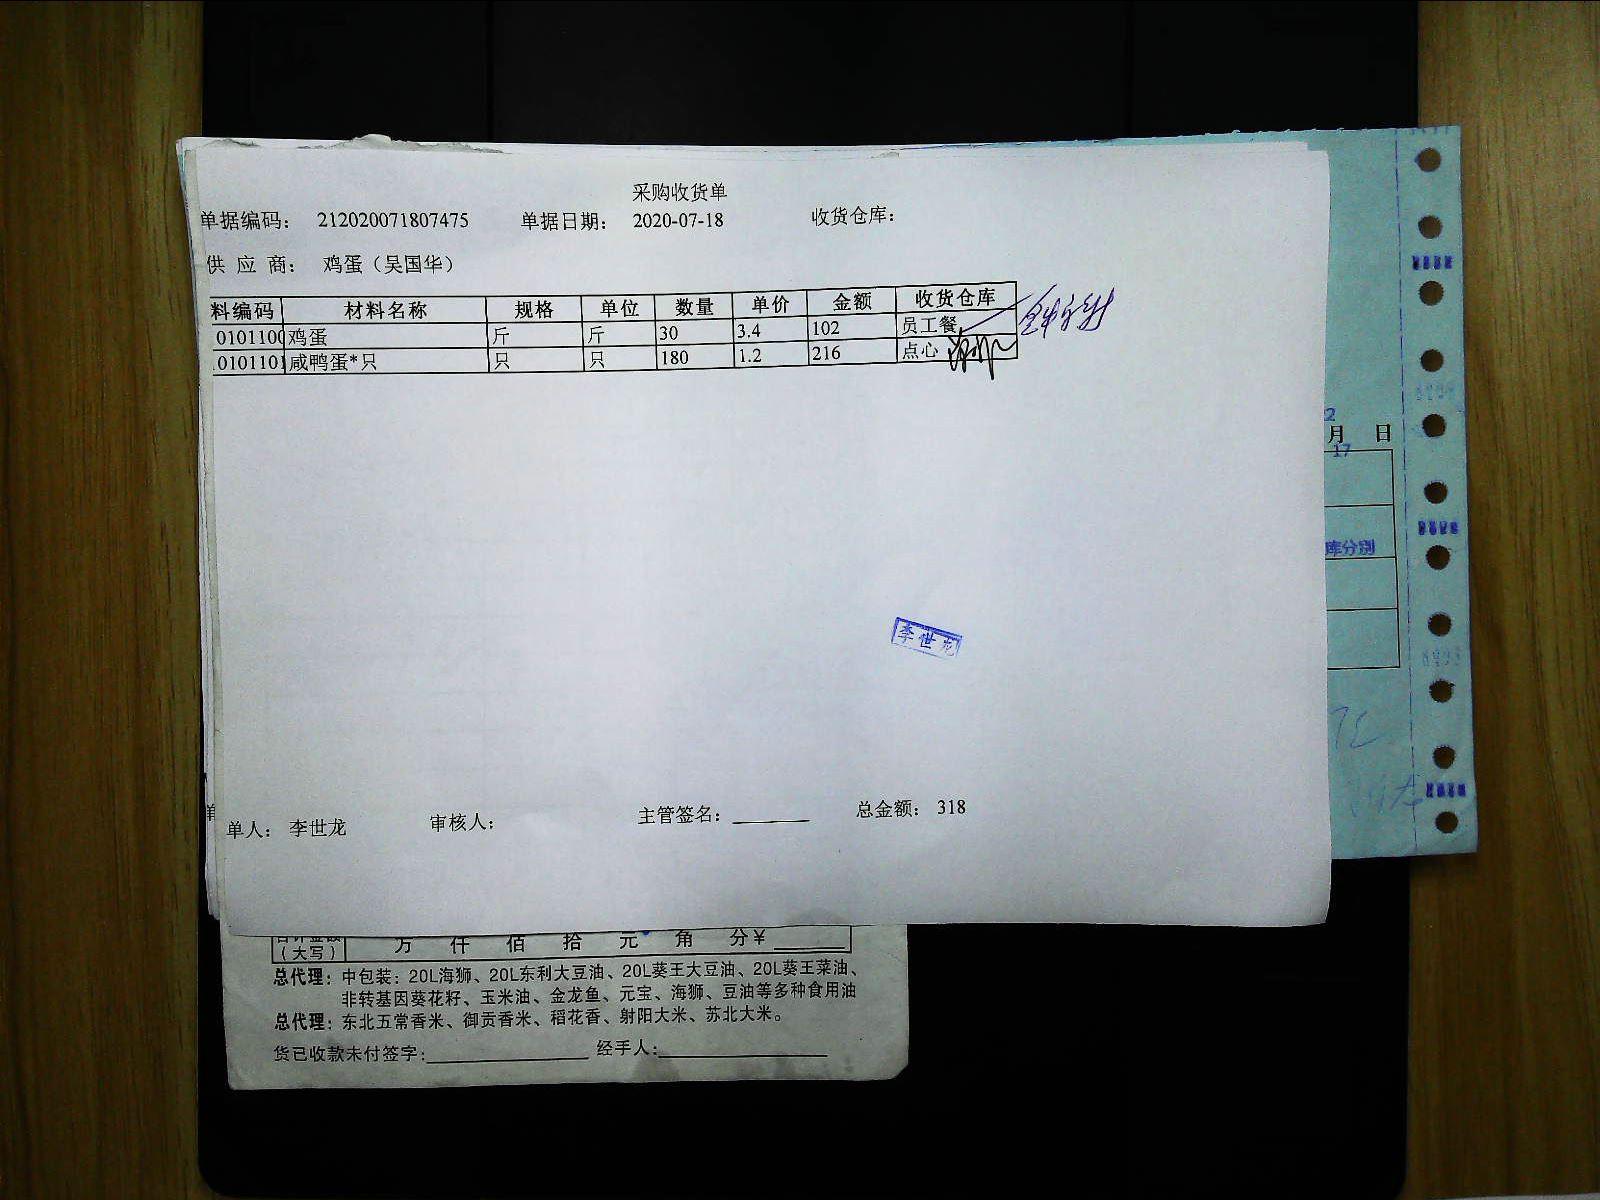 采购收货单
单据编码： 212020071807475 单据日期： 2020-07-18 收货仓库：
供 应 商： 鸡蛋（吴国华）
料编码 材料名称 规格 单位 数量 单价 金额 收货仓库
0101100 鸡蛋 斤 斤 30 3.4 102 员工餐
0101101 咸鸭蛋*只 只 只 180 1.2 216 点心
2
月 日
17
库分别
李世龙
单人： 李世龙 审核人： 主管签名： 总金额： 318
（大写） 万 仟 佰 拾 元 角 分￥
总代理：中包装：20L海狮、20L东利大豆油、20L葵王大豆油、20L葵王菜油、
非转基因葵花籽、玉米油、金龙鱼、元宝、海狮、豆油等多种食用油
总代理：东北五常香米、御贡香米、稻花香、射阳大米、苏北大米。
货已收款未付签字： 经手人：